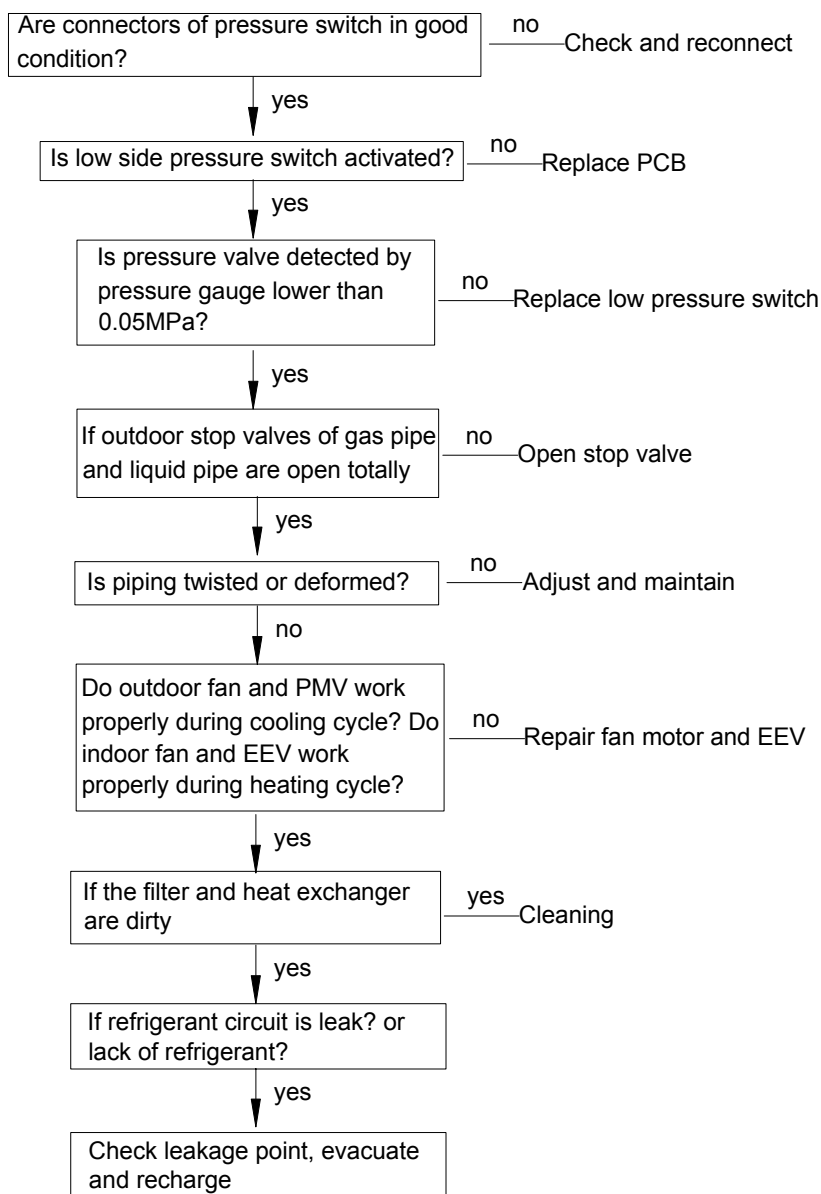 Are connectors of pressure switch in good
condition?
no
Check and reconnect
yes
Is low side pressure switch activated?
no
Replace PCB
yes
Is pressure valve detected by
pressure gauge lower than
0.05MPa?
no
Replace low pressure switch
yes
If outdoor stop valves of gas pipe
and liquid pipe are open totally
no
Open stop valve
yes
Is piping twisted or deformed?
no
Adjust and maintain
no
Do outdoor fan and PMV work
properly during cooling cycle? Do
indoor fan and EEV work
properly during heating cycle?
no
Repair fan motor and EEV
yes
If the filter and heat exchanger
are dirty
yes
Cleaning
yes
If refrigerant circuit is leak? or
lack of refrigerant?
yes
Check leakage point, evacuate
and recharge